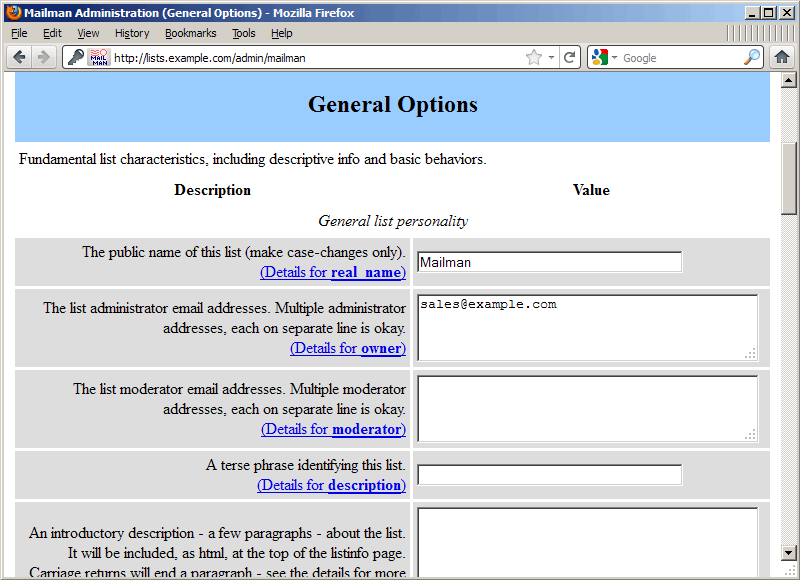 Mailman Administration (General Options) - Mozilla Firefox
File Edit View History Bookmarks Tools Help
MAIL MAN http://lists.example.com/admin/mailman Google
General Options
Fundamental list characteristics, including descriptive info and basic behaviors.
Description Value
General list personality
The public name of this list (make case-changes only).
(Details for real_name)
Mailman
The list administrator email addresses. Multiple administrator
addresses, each on separate line is okay.
(Details for owner)
sales@example.com
The list moderator email addresses. Multiple moderator
addresses, each on separate line is okay.
(Details for moderator)
A terse phrase identifying this list.
(Details for description)
An introductory description - a few paragraphs - about the list.
It will be included, as html, at the top of the listinfo page.
Carriage returns will end a paragraph - see the details for more